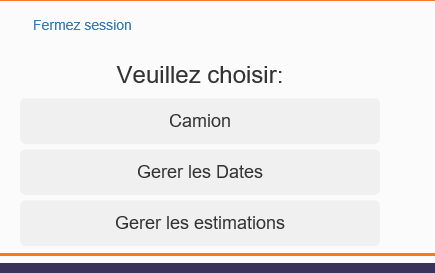 Fermez session
Veuillez choisir:
Camion
Gerer les Dates
Gerer les estimations